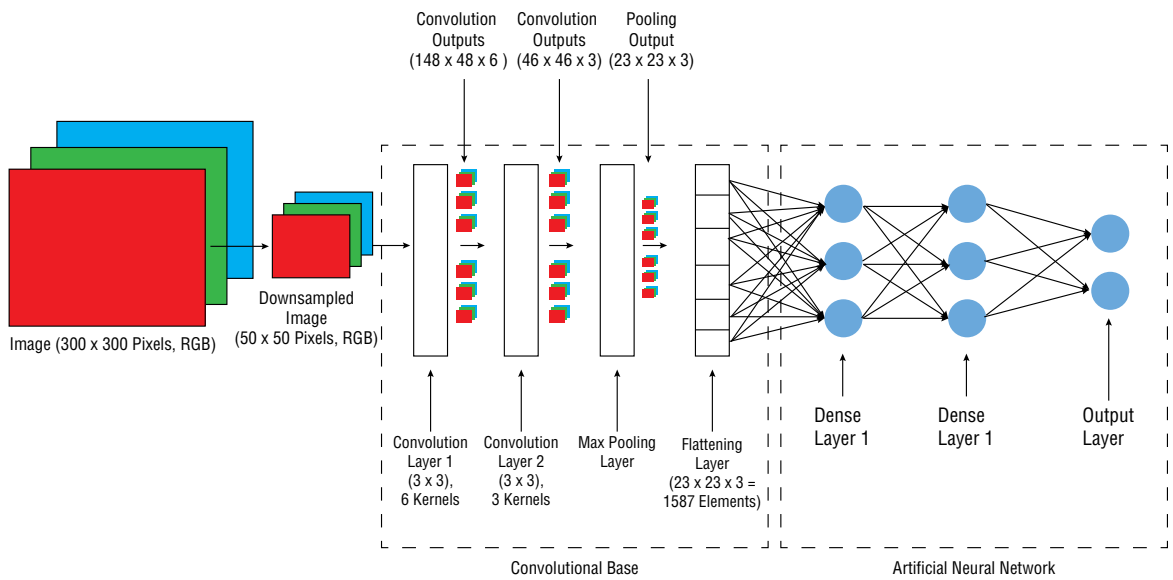 Convolution
Outputs
(148 x 48 x 6 )
Convolution
Outputs
(46 x 46 x 3)
Pooling
Output
(23 x 23 x 3)
Image (300 x 300 Pixels, RGB)
Downsampled
Image
(50 x 50 Pixels, RGB)
Convolution
Layer 1
(3 x 3),
6 Kernels
Convolution
Layer 2
(3 x 3),
3 Kernels
Max Pooling
Layer
Flattening
Layer
(23 x 23 x 3 =
1587 Elements)
Dense
Layer 1
Dense
Layer 1
Output
Layer
Convolutional Base
Artificial Neural Network